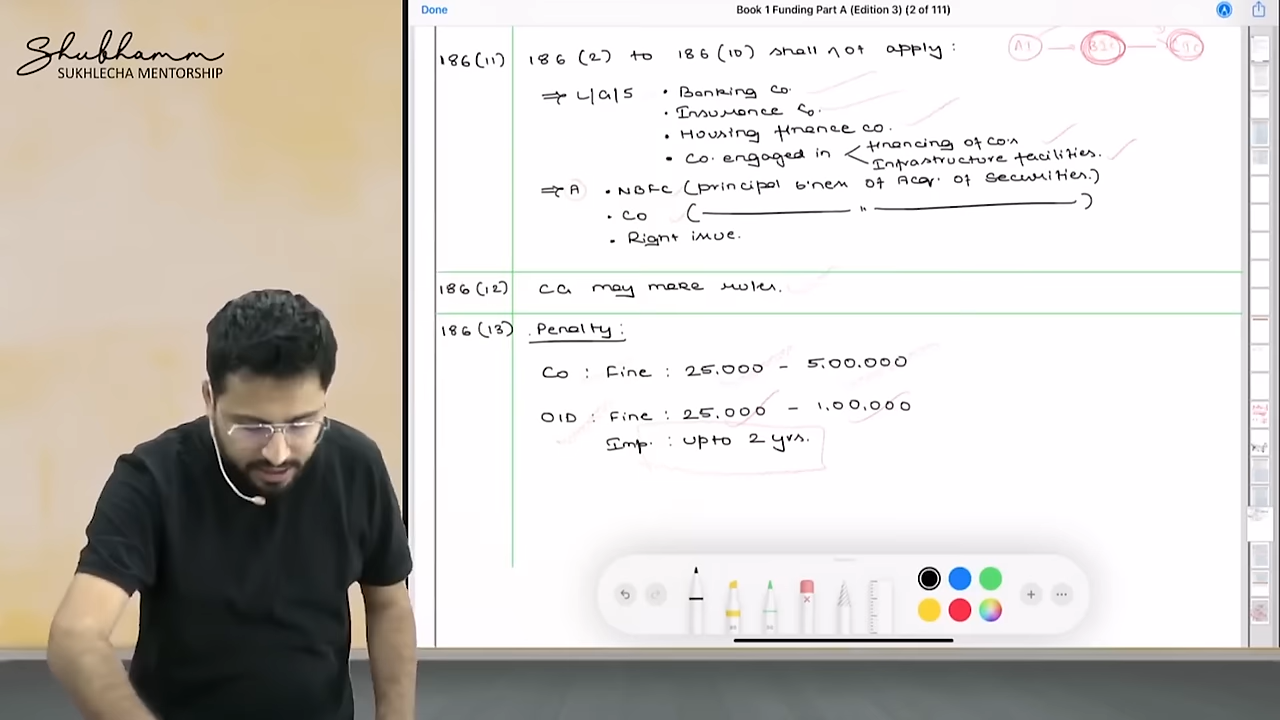 Shubhamm
SUKHLECHA MENTORSHIP
Done
Book 1 Funding Part A (Edition 3) (2 of 111)
186(11) 186 (2) to 186 (10) shall not apply :
A1 → →
⇒ L/G/S • Banking Co.
• Insurance Co.
• Housing finance co.
• Co. engaged in < financing of cos
Infrastructure facilities.
⇒ A • NBFC (principal b'ness of Acq. of Securities.)
• CO ( ——— " ——— )
• Right issue.
186(12) CG may make rules.
186(13) Penalty :
CO : Fine : 25,000 - 5,00,000
OID : Fine : 25,000 - 1,00,000
Imp. : upto 2 yrs.